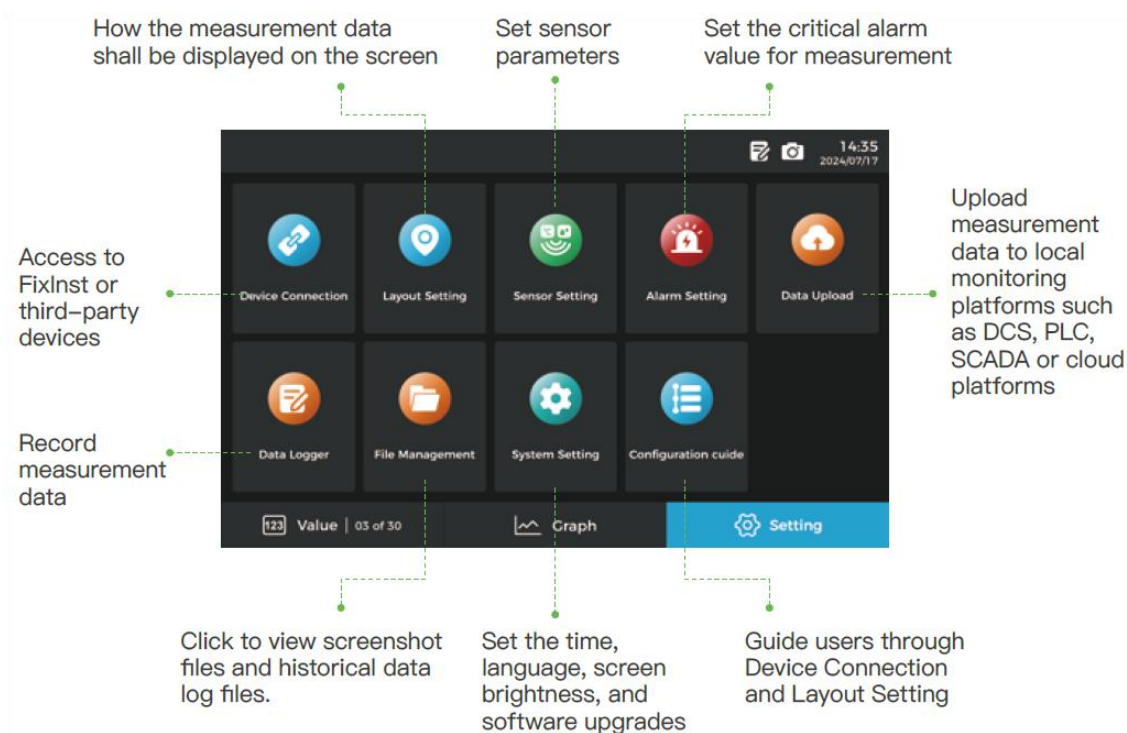 How the measurement data
shall be displayed on the screen
Set sensor
parameters
Set the critical alarm
value for measurement
14:35
2024/07/17
Access to
FixInst or
third–party
devices
Device Connection
Layout Setting
Sensor Setting
Alarm Setting
Data Upload
Upload
measurement
data to local
monitoring
platforms such
as DCS, PLC,
SCADA or cloud
platforms
Record
measurement
data
Data Logger
File Management
System Setting
Configuration cuide
123 Value | 03 of 30
Graph
Setting
Click to view screenshot
files and historical data
log files.
Set the time,
language, screen
brightness, and
software upgrades
Guide users through
Device Connection
and Layout Setting